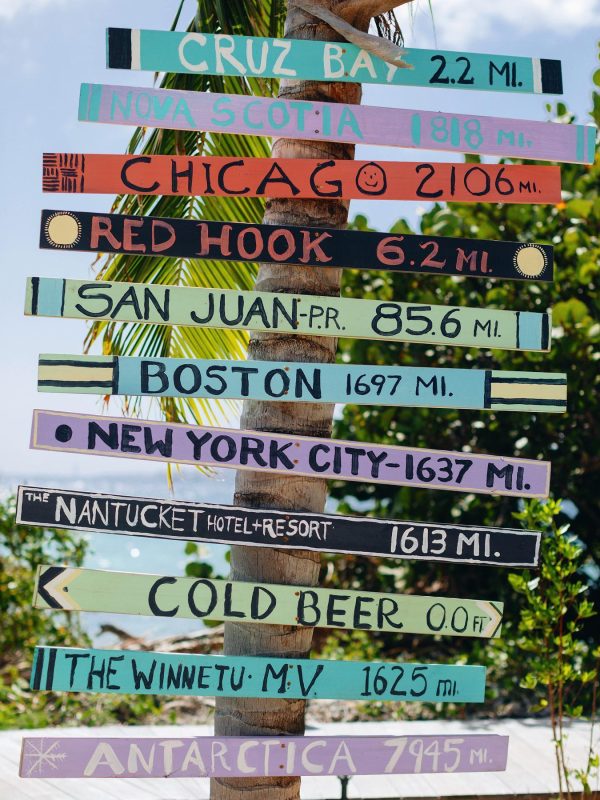 CRUZ BAY 2.2 MI.
NOVA SCOTIA 1818 MI.
CHICAGO 2106 MI.
RED HOOK 6.2 MI.
SAN JUAN-P.R. 85.6 MI.
BOSTON 1697 MI.
NEW YORK CITY-1637 MI.
THE NANTUCKET HOTEL+RESORT 1613 MI.
COLD BEER 0.0 FT
THE WINNETU· M.V. 1625 mi.
ANTARCTICA 7945 MI.